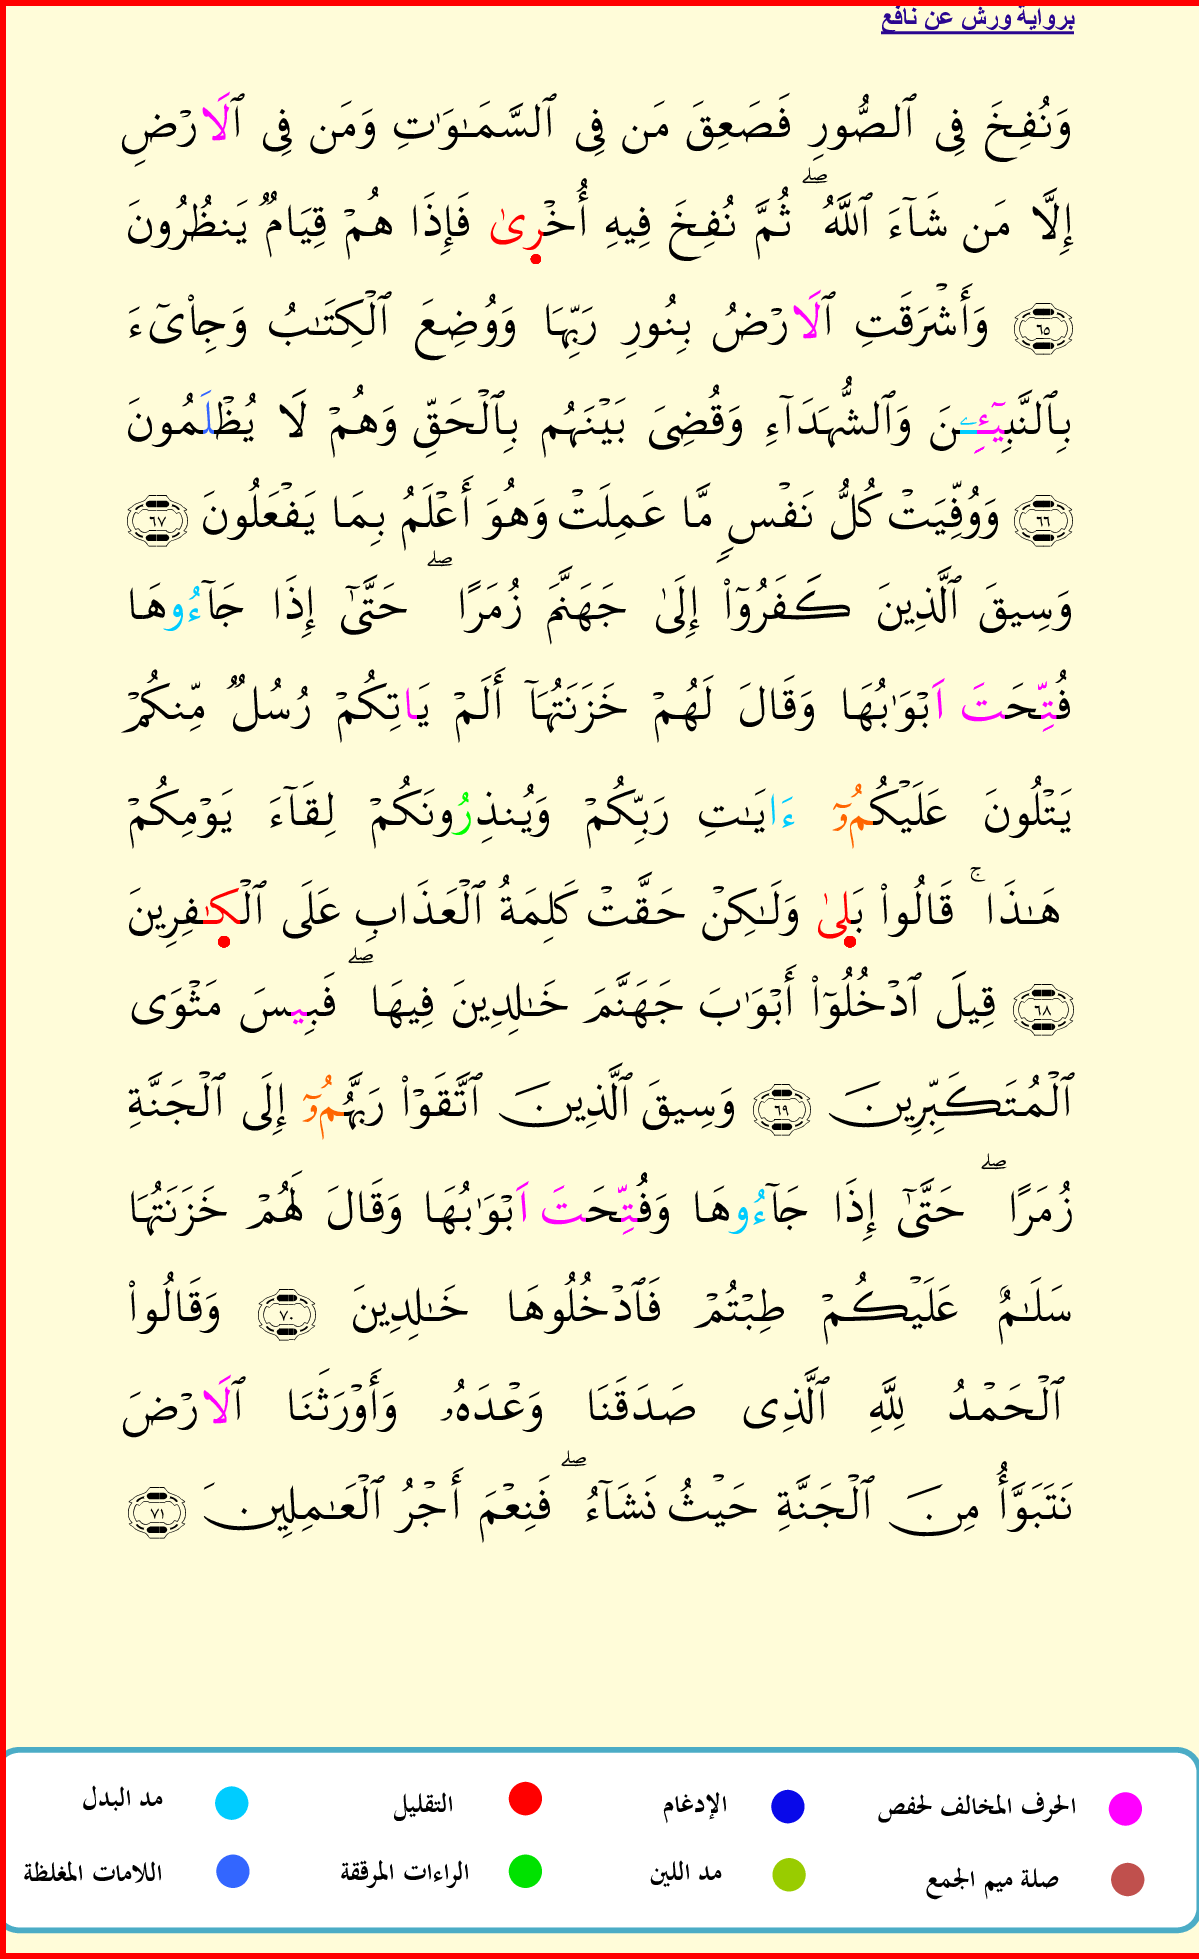 برواية ورش عن نافع
وَنُفِخَ فِى ٱلصُّورِ فَصَعِقَ مَن فِى ٱلسَّمَـٰوَٰتِ وَمَن فِى ٱلَارْضِ
إِلَّا مَن شَآءَ ٱللَّهُ ۖ ثُمَّ نُفِخَ فِيهِ أُخْرِىٰ فَإِذَا هُمْ قِيَامٌ يَنظُرُونَ
٦٥ وَأَشْرَقَتِ ٱلَارْضُ بِنُورِ رَبِّهَا وَوُضِعَ ٱلْكِتَـٰبُ وَجِاْىٓءَ
بِٱلنَّبِيٓـِٕۧنَ وَٱلشُّهَدَآءِ وَقُضِىَ بَيْنَهُم بِٱلْحَقِّ وَهُمْ لَا يُظْلَمُونَ
٦٦ وَوُفِّيَتْ كُلُّ نَفْسٍ مَّا عَمِلَتْ وَهُوَ أَعْلَمُ بِمَا يَفْعَلُونَ ٦٧
وَسِيقَ ٱلَّذِينَ كَفَرُوٓاْ إِلَىٰ جَهَنَّمَ زُمَرًا ۖ حَتَّىٰٓ إِذَا جَآءُوهَا
فُتِّحَتَ اَبْوَٰبُهَا وَقَالَ لَهُمْ خَزَنَتُهَآ أَلَمْ يَاتِكُمْ رُسُلٌ مِّنكُمْ
يَتْلُونَ عَلَيْكُمُوٓ ءَايَـٰتِ رَبِّكُمْ وَيُنذِرُونَكُمْ لِقَآءَ يَوْمِكُمْ
هَـٰذَا ۚ قَالُواْ بَلِىٰ وَلَـٰكِنْ حَقَّتْ كَلِمَةُ ٱلْعَذَابِ عَلَى ٱلْكـٰفِرِينَ
٦٨ قِيلَ ٱدْخُلُوٓاْ أَبْوَٰبَ جَهَنَّمَ خَـٰلِدِينَ فِيهَا ۖ فَبِيسَ مَثْوَى
ٱلْمُتَكَبِّرِينَ ٦٩ وَسِيقَ ٱلَّذِينَ ٱتَّقَوْاْ رَبَّهُمُوٓ إِلَى ٱلْجَنَّةِ
زُمَرًا ۖ حَتَّىٰٓ إِذَا جَآءُوهَا وَفُتِّحَتَ اَبْوَٰبُهَا وَقَالَ لَهُمْ خَزَنَتُهَا
سَلَـٰمٌ عَلَيْكُمْ طِبْتُمْ فَٱدْخُلُوهَا خَـٰلِدِينَ ٧٠ وَقَالُواْ
ٱلْحَمْدُ لِلَّهِ ٱلَّذِى صَدَقَنَا وَعْدَهُۥ وَأَوْرَثَنَا ٱلَارْضَ
نَتَبَوَّأُ مِنَ ٱلْجَنَّةِ حَيْثُ نَشَآءُ ۖ فَنِعْمَ أَجْرُ ٱلْعَـٰمِلِينَ ٧١
الحرف المخالف لحفص الإدغام التقليل مد البدل
صلة ميم الجمع مد اللين الراءات المرققة اللامات المغلظة